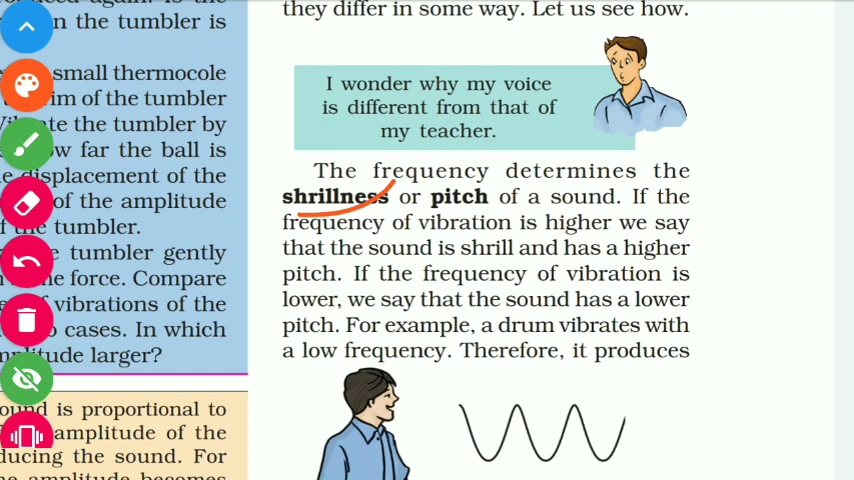 n the tumbler is
small thermocole
rim of the tumbler
ate the tumbler by
ow far the ball is
displacement of the
of the amplitude
the tumbler.
tumbler gently
force. Compare
vibrations of the
cases. In which
amplitude larger?
ound is proportional to
amplitude of the
ducing the sound. For
amplitude becomes
they differ in some way. Let us see how.
I wonder why my voice
is different from that of
my teacher.
The frequency determines the
shrillness or pitch of a sound. If the
frequency of vibration is higher we say
that the sound is shrill and has a higher
pitch. If the frequency of vibration is
lower, we say that the sound has a lower
pitch. For example, a drum vibrates with
a low frequency. Therefore, it produces